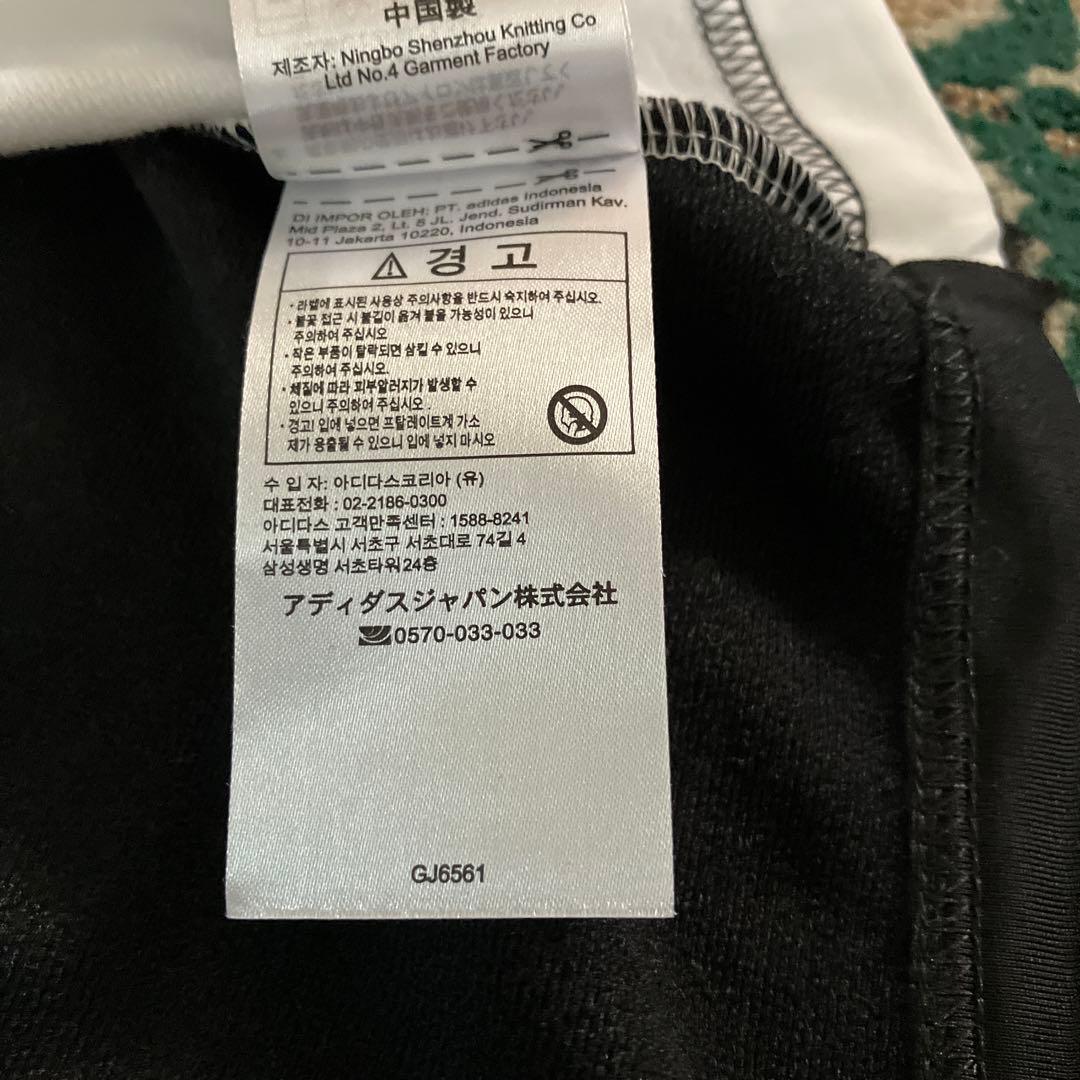 中国製
제조자: Ningbo Shenzhou Knitting Co
Ltd No.4 Garment Factory
DI IMPOR OLEH: PT. adidas Indonesia
Mid Plaza 2, Lt. 5 JL. Jend. Sudirman Kav.
10-11 Jakarta 10220, Indonesia
경고
· 라벨에 표시된 사용상 주의사항을 반드시 숙지하여 주십시오.
· 불꽃 접근 시 불길이 옮겨 붙을 가능성이 있으니
주의하여 주십시오
· 작은 부품이 탈락되면 삼킬 수 있으니
주의하여 주십시오.
· 체질에 따라 피부알러지가 발생할 수
있으니 주의하여 주십시오 .
· 경고! 입에 넣으면 프탈레이트계 가소
제가 용출될 수 있으니 입에 넣지 마시오
수 입 자: 아디다스코리아 (유)
대표전화 : 02-2186-0300
아디다스 고객만족센터 : 1588-8241
서울특별시 서초구 서초대로 74길 4
삼성생명 서초타워24층
アディダスジャパン株式会社
0570-033-033
GJ6561